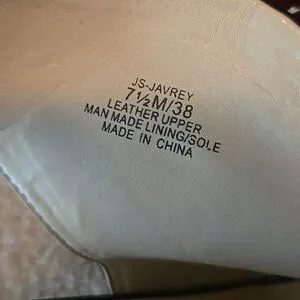 JS-JAVREY
7½M/38
LEATHER UPPER
MAN MADE LINING/SOLE
MADE IN CHINA